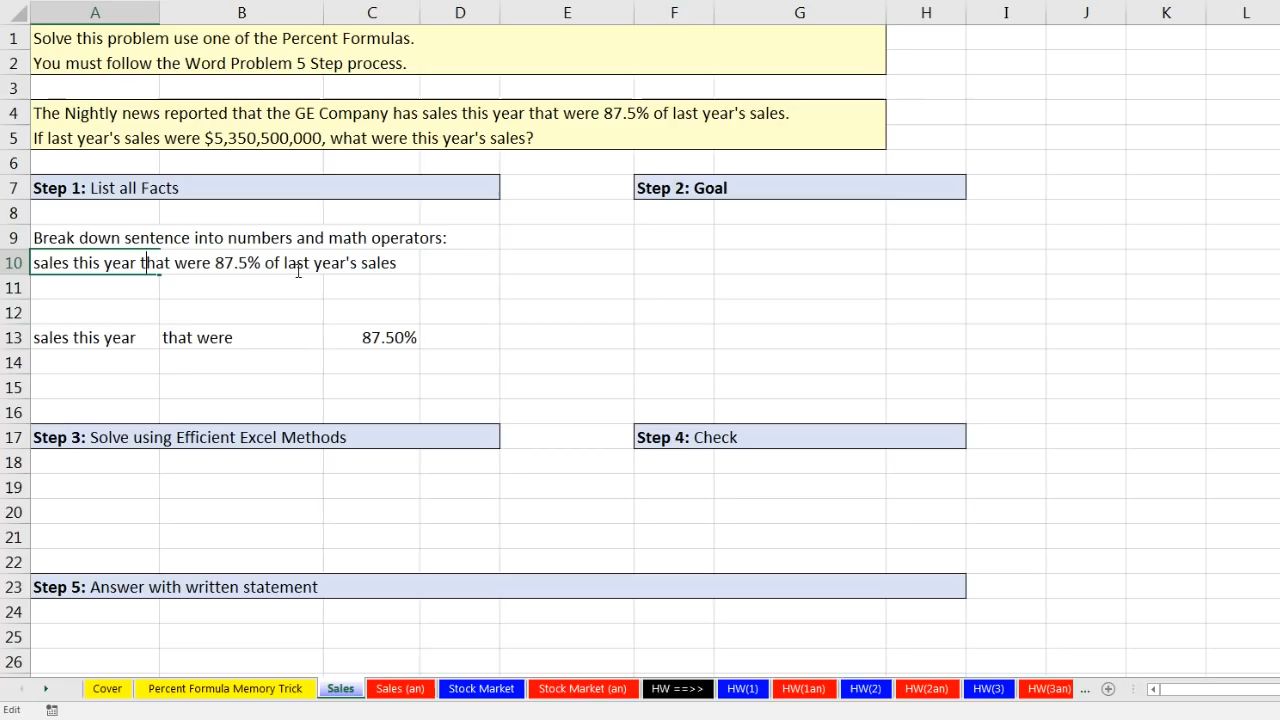 A B C D E F G H I J K L
1 Solve this problem use one of the Percent Formulas.
2 You must follow the Word Problem 5 Step process.
3
4 The Nightly news reported that the GE Company has sales this year that were 87.5% of last year's sales.
5 If last year's sales were $5,350,500,000, what were this year's sales?
6
7 Step 1: List all Facts Step 2: Goal
8
9 Break down sentence into numbers and math operators:
10 sales this year that were 87.5% of last year's sales
11
12
13 sales this year that were 87.50%
14
15
16
17 Step 3: Solve using Efficient Excel Methods Step 4: Check
18
19
20
21
22
23 Step 5: Answer with written statement
24
25
26
Cover Percent Formula Memory Trick Sales Sales (an) Stock Market Stock Market (an) HW ==>> HW(1) HW(1an) HW(2) HW(2an) HW(3) HW(3an) ...
Edit